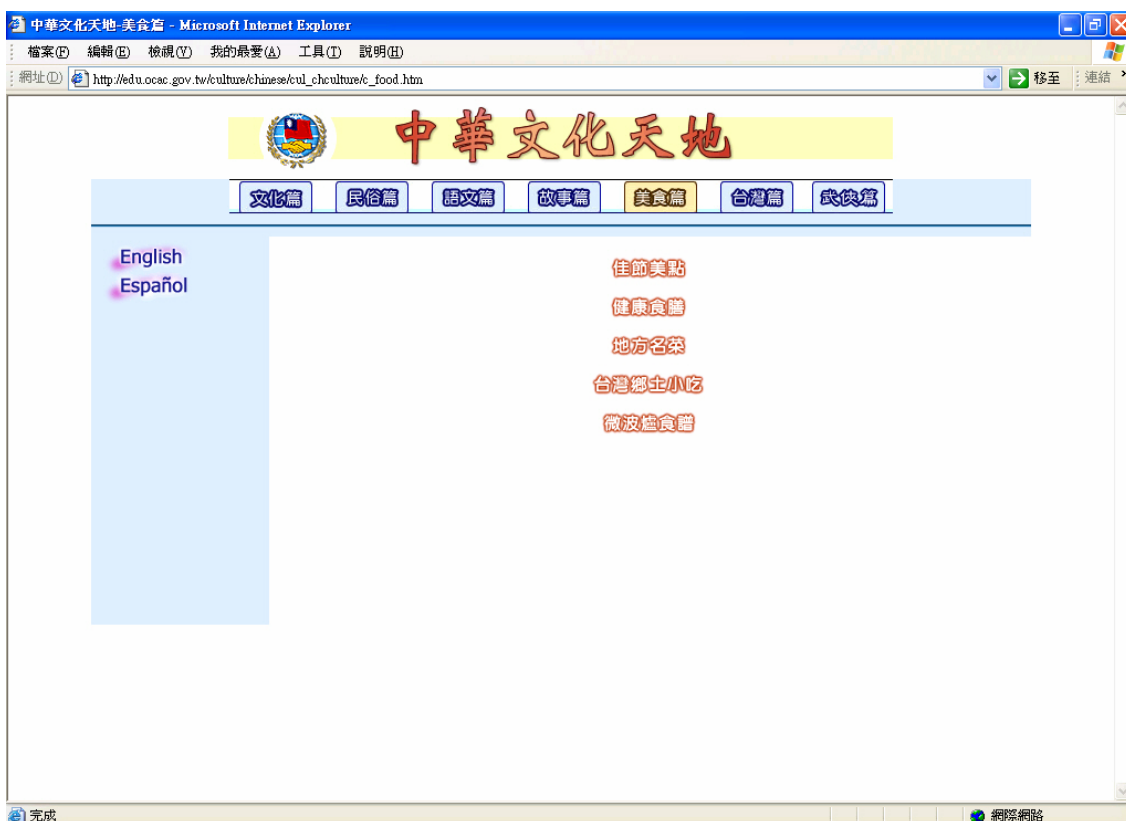 中華文化天地-美食篇 - Microsoft Internet Explorer
檔案(F) 編輯(E) 檢視(V) 我的最愛(A) 工具(T) 說明(H)
網址(D) http://edu.ocac.gov.tw/culture/chinese/cul_chculture/c_food.htm 移至 連結
中華文化天地
文化篇 民俗篇 語文篇 故事篇 美食篇 台灣篇 武俠篇
English
Español
佳節美點
健康食膳
地方名菜
台灣鄉土小吃
微波爐食譜
完成 網際網路